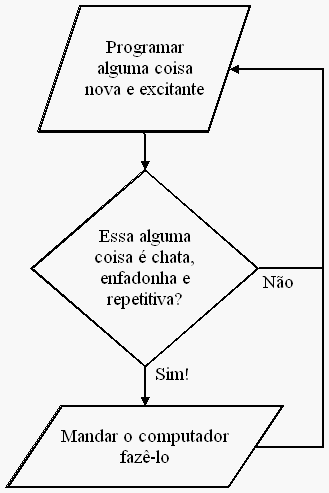 Programar
alguma coisa
nova e excitante
Essa alguma
coisa é chata,
enfadonha e
repetitiva?
Não
Sim!
Mandar o computador
fazê-lo